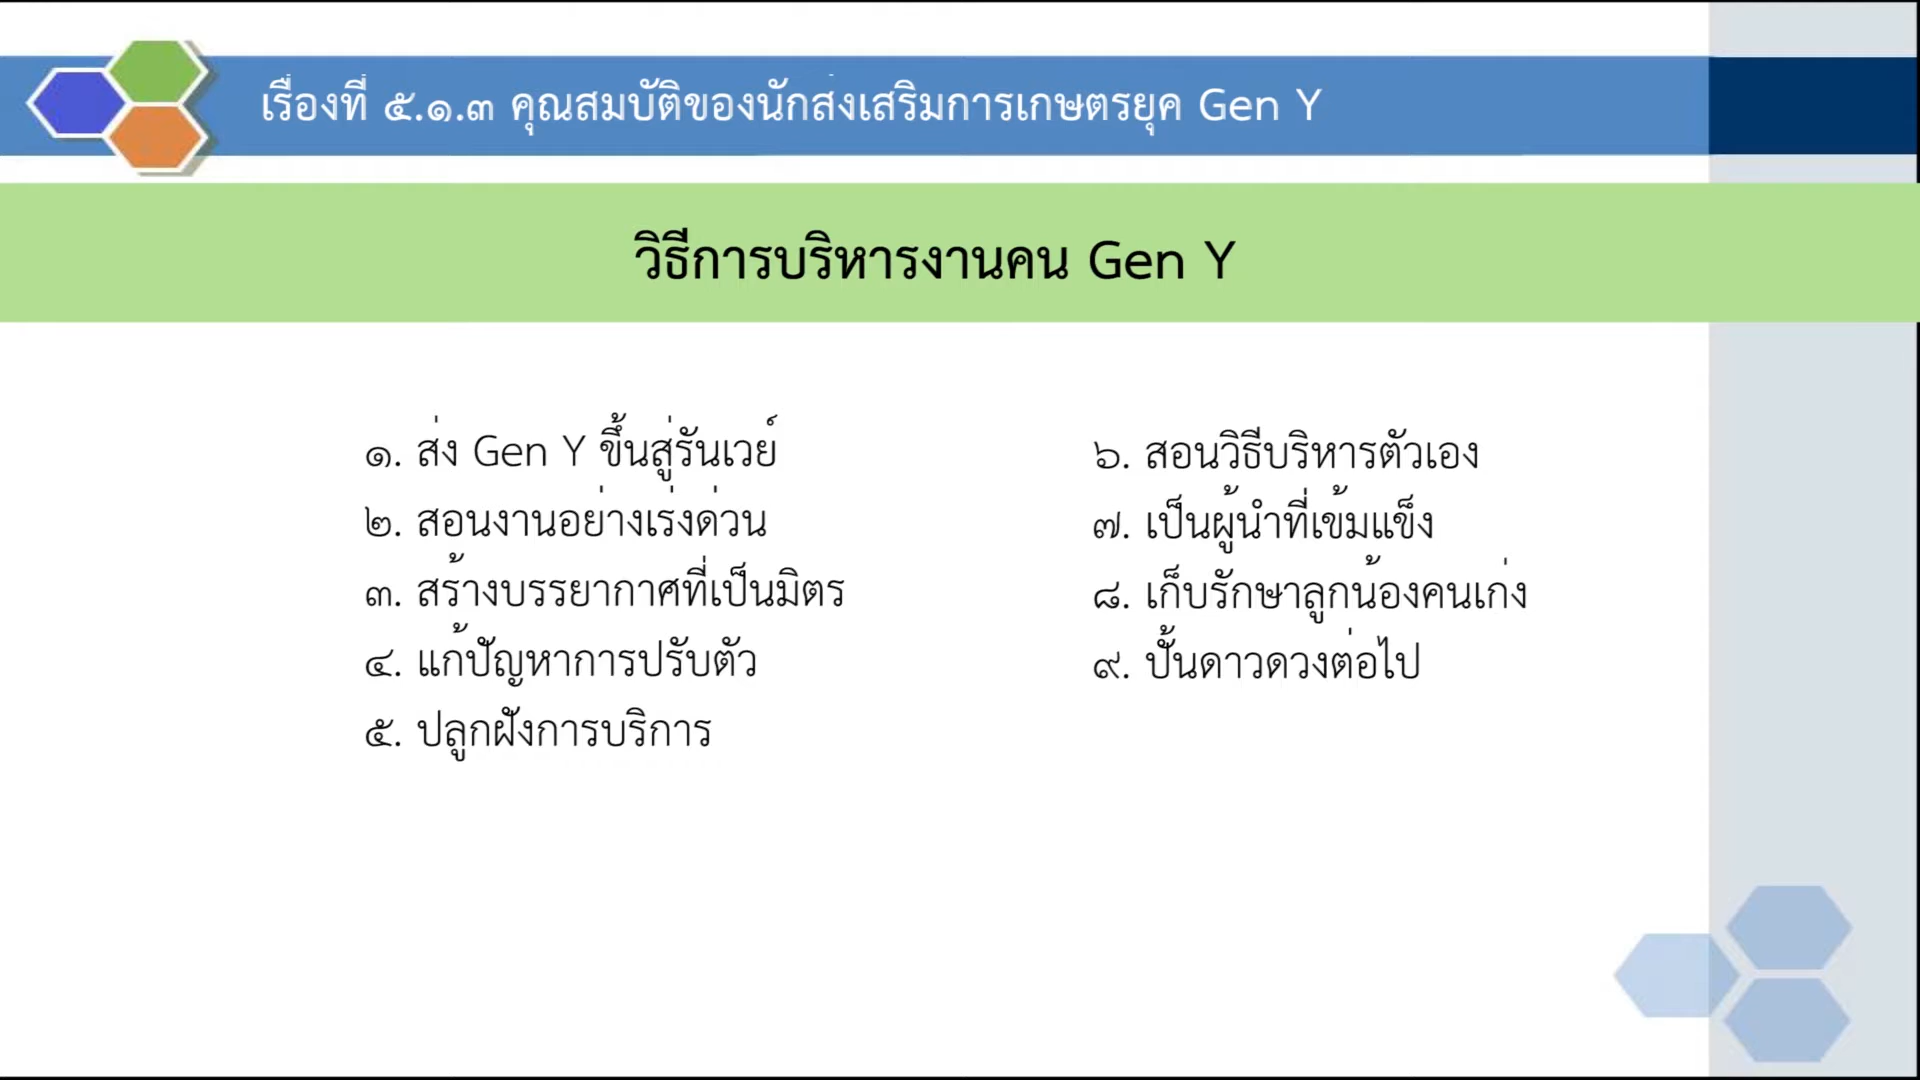 เรื่องที่ ๕.๑.๓ คุณสมบัติของนักส่งเสริมการเกษตรยุค Gen Y
วิธีการบริหารงานคน Gen Y
๑. ส่ง Gen Y ขึ้นสู่รันเวย์
๒. สอนงานอย่างเร่งด่วน
๓. สร้างบรรยากาศที่เป็นมิตร
๔. แก้ปัญหาการปรับตัว
๕. ปลูกฝังการบริการ
๖. สอนวิธีบริหารตัวเอง
๗. เป็นผู้นำที่เข้มแข็ง
๘. เก็บรักษาลูกน้องคนเก่ง
๙. ปั้นดาวดวงต่อไป